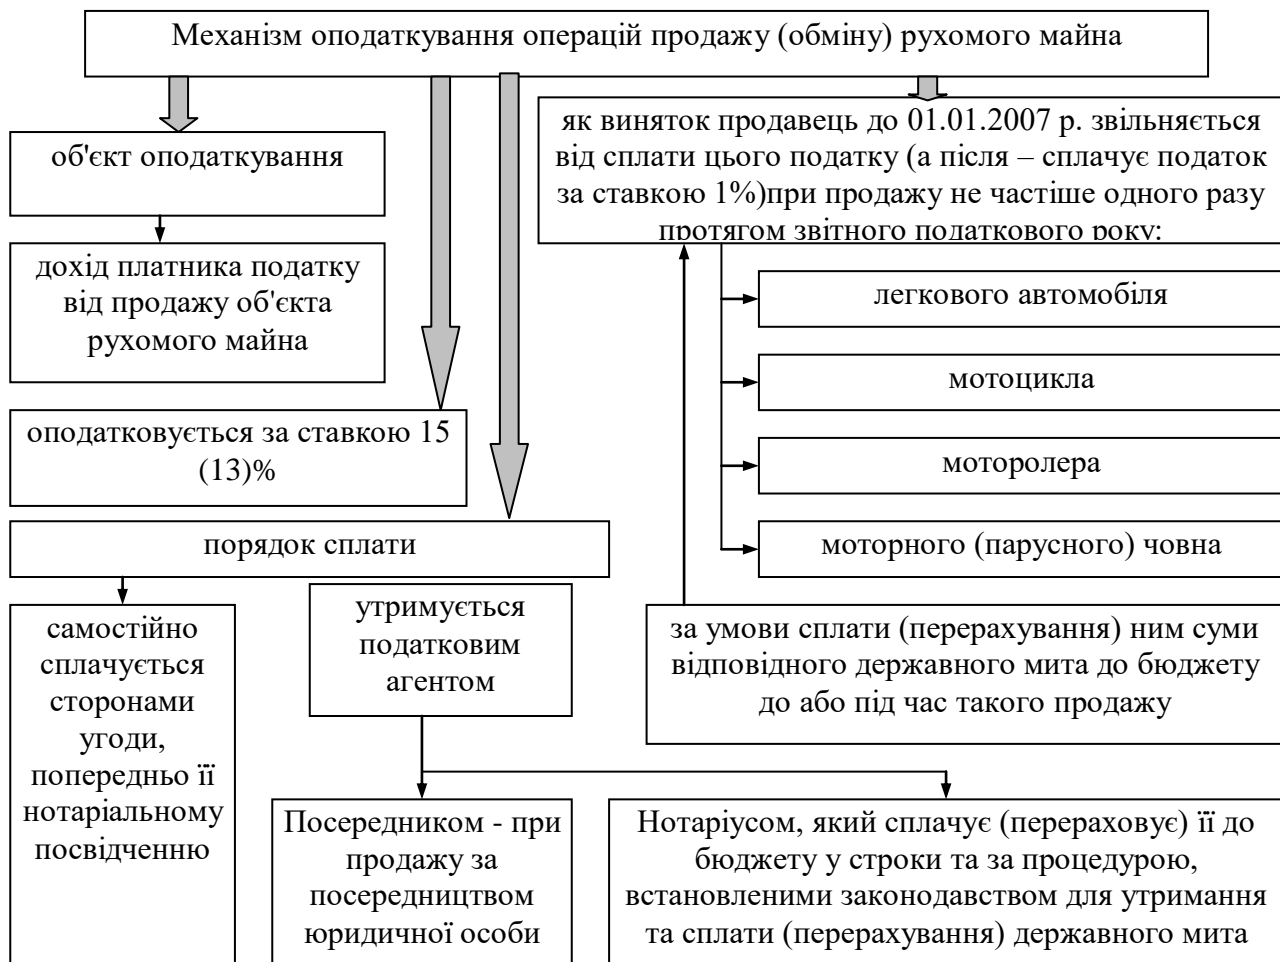 Механізм оподаткування операцій продажу (обміну) рухомого майна
об'єкт оподаткування
дохід платника податку
від продажу об'єкта
рухомого майна
оподатковується за ставкою 15
(13)%
порядок сплати
самостійно
сплачується
сторонами
угоди,
попередньо її
нотаріальному
посвідченню
утримується
податковим
агентом
Посередником - при
продажу за
посередництвом
юридичної особи
Нотаріусом, який сплачує (перераховує) її до
бюджету у строки та за процедурою,
встановленими законодавством для утримання
та сплати (перерахування) державного мита
як виняток продавець до 01.01.2007 р. звільняється
від сплати цього податку (а після – сплачує податок
за ставкою 1%)при продажу не частіше одного разу
протягом звітного податкового року:
легкового автомобіля
мотоцикла
моторолера
моторного (парусного) човна
за умови сплати (перерахування) ним суми
відповідного державного мита до бюджету
до або під час такого продажу